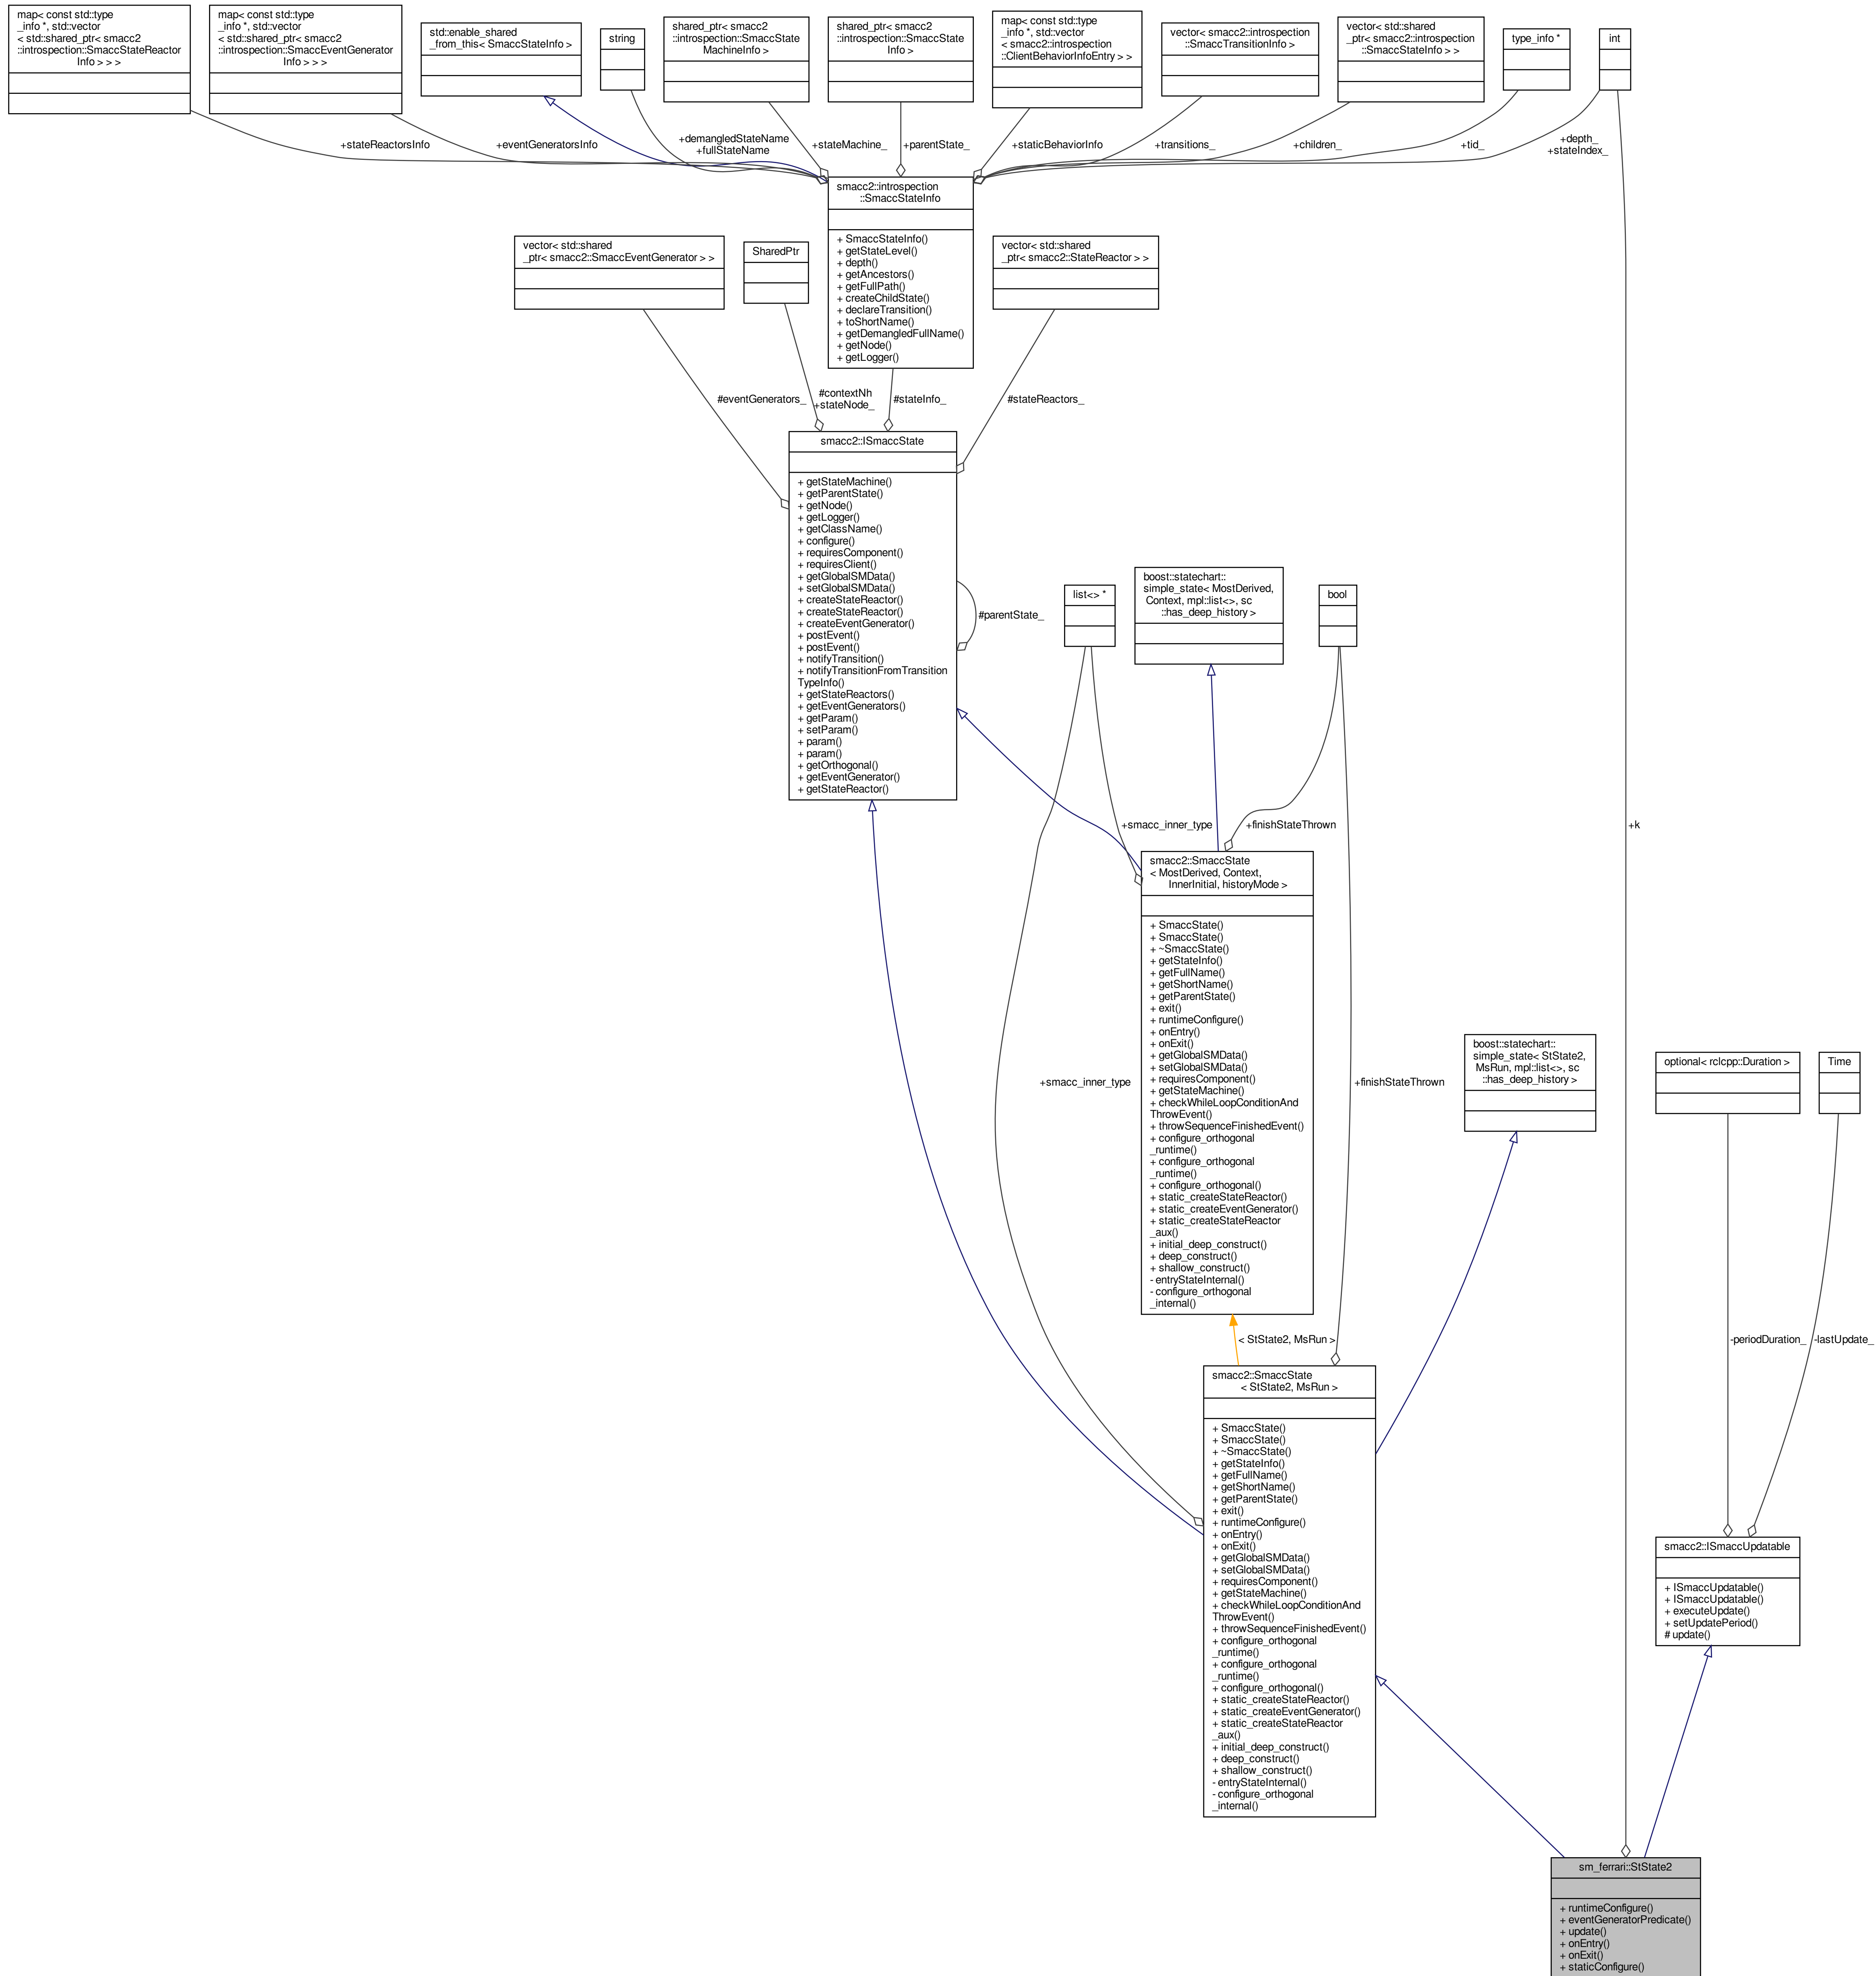 map< const std::type
_info *, std::vector
< std::shared_ptr< smacc2
::introspection::SmaccStateReactor
Info > > >
map< const std::type
_info *, std::vector
< std::shared_ptr< smacc2
::introspection::SmaccEventGenerator
Info > > >
std::enable_shared
_from_this< SmaccStateInfo >
string
shared_ptr< smacc2
::introspection::SmaccState
MachineInfo >
shared_ptr< smacc2
::introspection::SmaccState
Info >
map< const std::type
_info *, std::vector
< smacc2::introspection
::ClientBehaviorInfoEntry > >
vector< smacc2::introspection
::SmaccTransitionInfo >
vector< std::shared
_ptr< smacc2::introspection
::SmaccStateInfo > >
type_info *
int
+stateReactorsInfo
+eventGeneratorsInfo
+demangledStateName
+fullStateName
+stateMachine_
+parentState_
+staticBehaviorInfo
+transitions_
+children_
+tid_
+depth_
+stateIndex_
smacc2::introspection
::SmaccStateInfo
+ SmaccStateInfo()
+ getStateLevel()
+ depth()
+ getAncestors()
+ getFullPath()
+ createChildState()
+ declareTransition()
+ toShortName()
+ getDemangledFullName()
+ getNode()
+ getLogger()
vector< std::shared
_ptr< smacc2::SmaccEventGenerator > >
SharedPtr
vector< std::shared
_ptr< smacc2::StateReactor > >
#eventGenerators_
#contextNh
+stateNode_
#stateInfo_
#stateReactors_
smacc2::ISmaccState
+ getStateMachine()
+ getParentState()
+ getNode()
+ getLogger()
+ getClassName()
+ configure()
+ requiresComponent()
+ requiresClient()
+ getGlobalSMData()
+ setGlobalSMData()
+ createStateReactor()
+ createStateReactor()
+ createEventGenerator()
+ postEvent()
+ postEvent()
+ notifyTransition()
+ notifyTransitionFromTransition
TypeInfo()
+ getStateReactors()
+ getEventGenerators()
+ getParam()
+ setParam()
+ param()
+ param()
+ getOrthogonal()
+ getEventGenerator()
+ getStateReactor()
#parentState_
list<> *
boost::statechart::
simple_state< MostDerived,
Context, mpl::list<>, sc
::has_deep_history >
bool
+smacc_inner_type
+finishStateThrown
+k
smacc2::SmaccState
< MostDerived, Context,
InnerInitial, historyMode >
+ SmaccState()
+ SmaccState()
+ ~SmaccState()
+ getStateInfo()
+ getFullName()
+ getShortName()
+ getParentState()
+ exit()
+ runtimeConfigure()
+ onEntry()
+ onExit()
+ getGlobalSMData()
+ setGlobalSMData()
+ requiresComponent()
+ getStateMachine()
+ checkWhileLoopConditionAnd
ThrowEvent()
+ throwSequenceFinishedEvent()
+ configure_orthogonal
_runtime()
+ configure_orthogonal
_runtime()
+ configure_orthogonal()
+ static_createStateReactor()
+ static_createEventGenerator()
+ static_createStateReactor
_aux()
+ initial_deep_construct()
+ deep_construct()
+ shallow_construct()
- entryStateInternal()
- configure_orthogonal
_internal()
+smacc_inner_type
+finishStateThrown
boost::statechart::
simple_state< StState2,
MsRun, mpl::list<>, sc
::has_deep_history >
optional< rclcpp::Duration >
Time
< StState2, MsRun >
-periodDuration_
-lastUpdate_
smacc2::SmaccState
< StState2, MsRun >
+ SmaccState()
+ SmaccState()
+ ~SmaccState()
+ getStateInfo()
+ getFullName()
+ getShortName()
+ getParentState()
+ exit()
+ runtimeConfigure()
+ onEntry()
+ onExit()
+ getGlobalSMData()
+ setGlobalSMData()
+ requiresComponent()
+ getStateMachine()
+ checkWhileLoopConditionAnd
ThrowEvent()
+ throwSequenceFinishedEvent()
+ configure_orthogonal
_runtime()
+ configure_orthogonal
_runtime()
+ configure_orthogonal()
+ static_createStateReactor()
+ static_createEventGenerator()
+ static_createStateReactor
_aux()
+ initial_deep_construct()
+ deep_construct()
+ shallow_construct()
- entryStateInternal()
- configure_orthogonal
_internal()
smacc2::ISmaccUpdatable
+ ISmaccUpdatable()
+ ISmaccUpdatable()
+ executeUpdate()
+ setUpdatePeriod()
# update()
sm_ferrari::StState2
+ runtimeConfigure()
+ eventGeneratorPredicate()
+ update()
+ onEntry()
+ onExit()
+ staticConfigure()